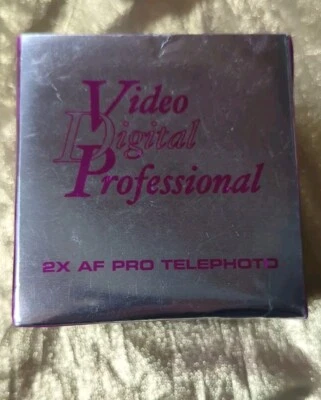 Video
Digital
Professional
2X AF PRO TELEPHOTO